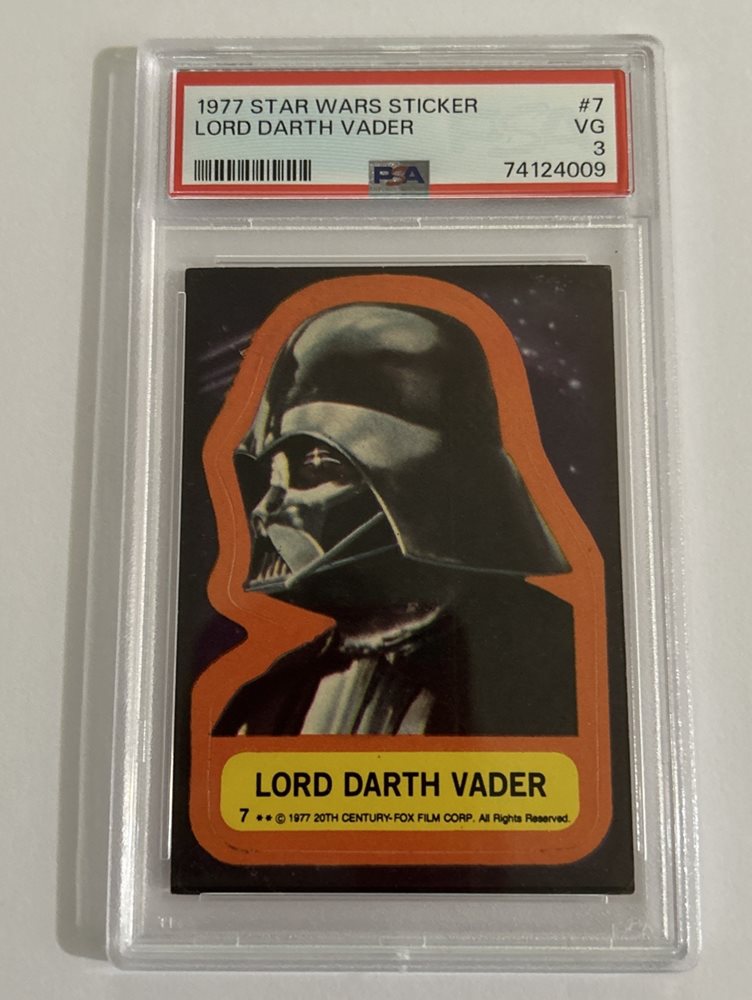 1977 STAR WARS STICKER #7
LORD DARTH VADER VG
3
PSA 74124009
LORD DARTH VADER
7 ** © 1977 20TH CENTURY-FOX FILM CORP. All Rights Reserved.